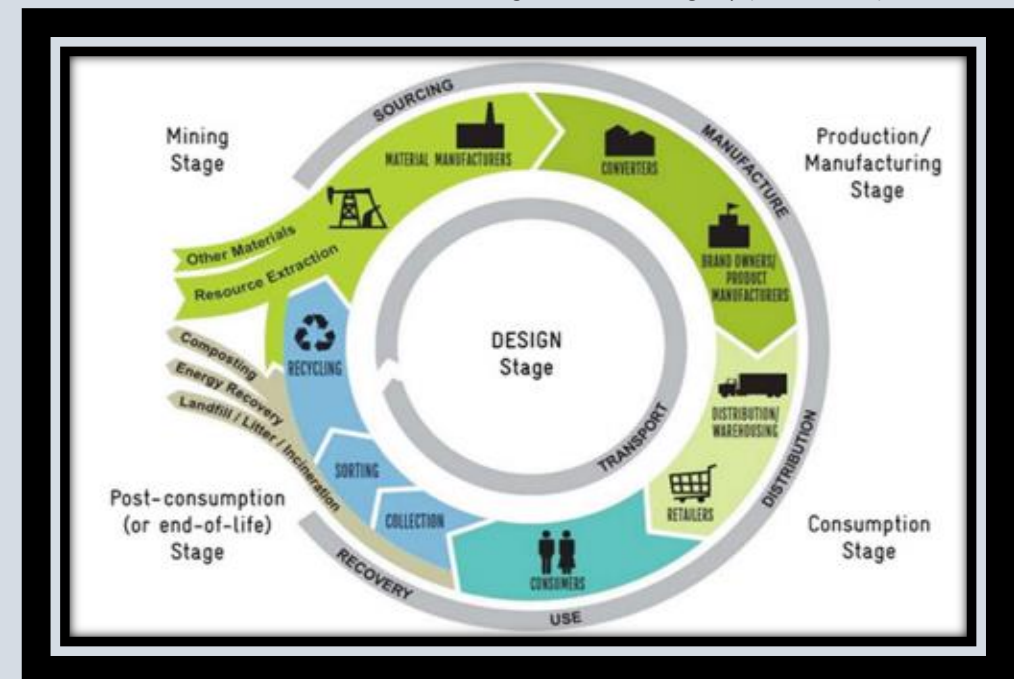 Mining
Stage
SOURCING
MATERIAL MANUFACTURERS
CONVERTERS
MANUFACTURE
Production/
Manufacturing
Stage
Other Materials
Resource Extraction
BRAND OWNERS/
PRODUCT
MANUFACTURERS
DESIGN
Stage
Composting
Energy Recovery
Landfill / Litter / Incineration
RECYCLING
TRANSPORT
DISTRIBUTION/
WAREHOUSING
DISTRIBUTION
SORTING
COLLECTION
RETAILERS
Post-consumption
(or end-of-life)
Stage
Consumption
Stage
RECOVERY
CONSUMERS
USE